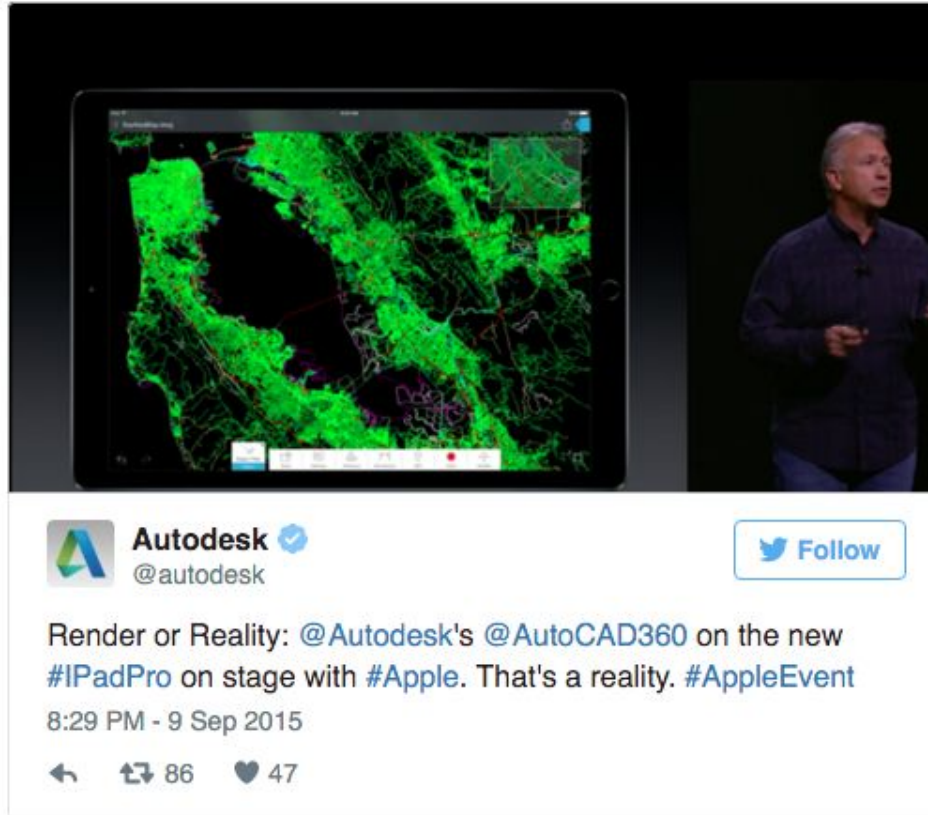 Autodesk
@autodesk
Follow
Render or Reality: @Autodesk's @AutoCAD360 on the new
#IPadPro on stage with #Apple. That's a reality. #AppleEvent
8:29 PM - 9 Sep 2015
86 47